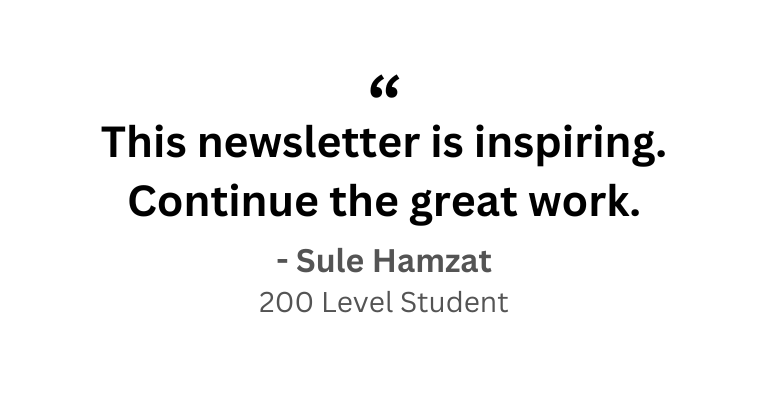 “
This newsletter is inspiring.
Continue the great work.
- Sule Hamzat
200 Level Student